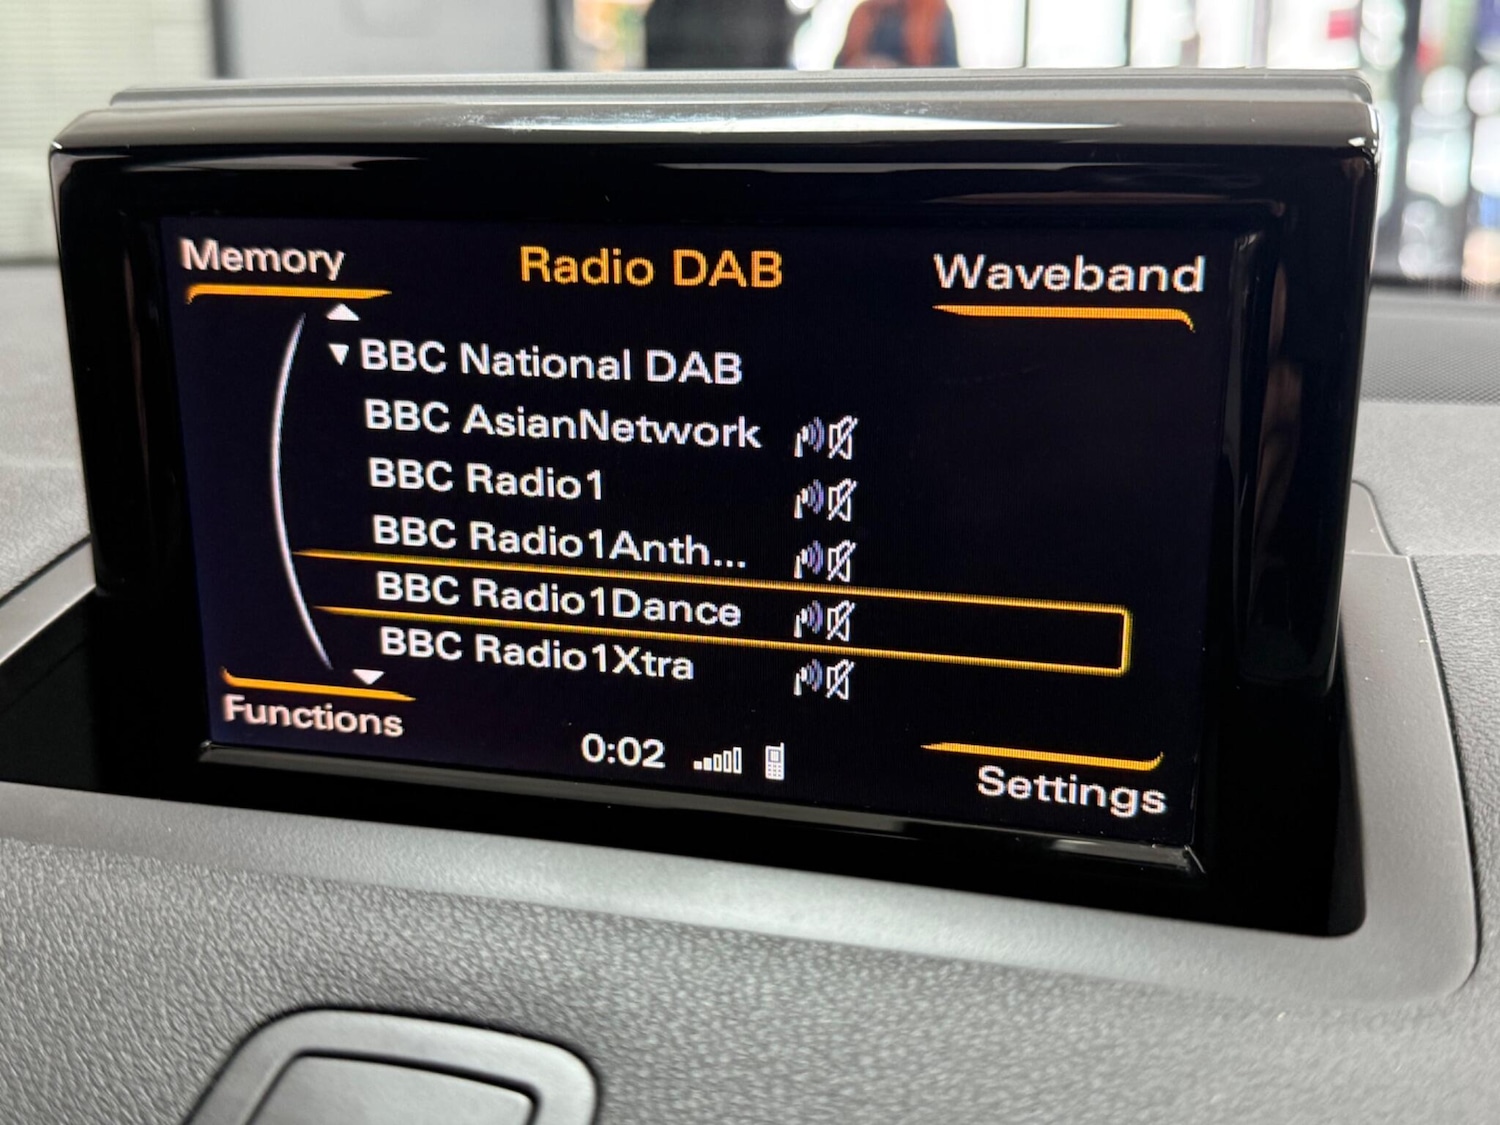 Memory
Radio DAB
Waveband
BBC National DAB
BBC AsianNetwork
BBC Radio1
BBC Radio1Anth...
BBC Radio1Dance
BBC Radio1Xtra
Functions
0:02
Settings